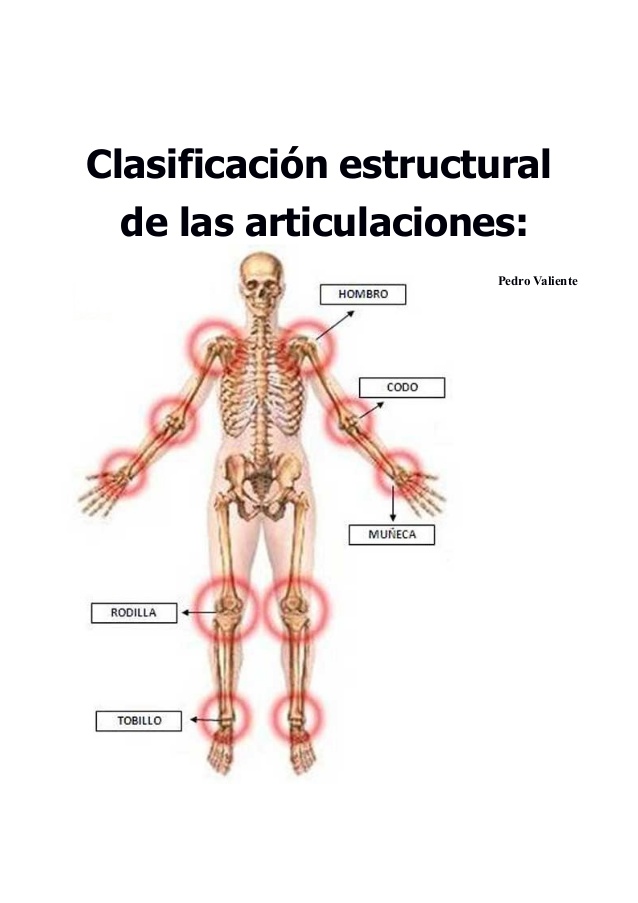 Clasificación estructural
de las articulaciones:
Pedro Valiente
HOMBRO
CODO
MUÑECA
RODILLA
TOBILLO